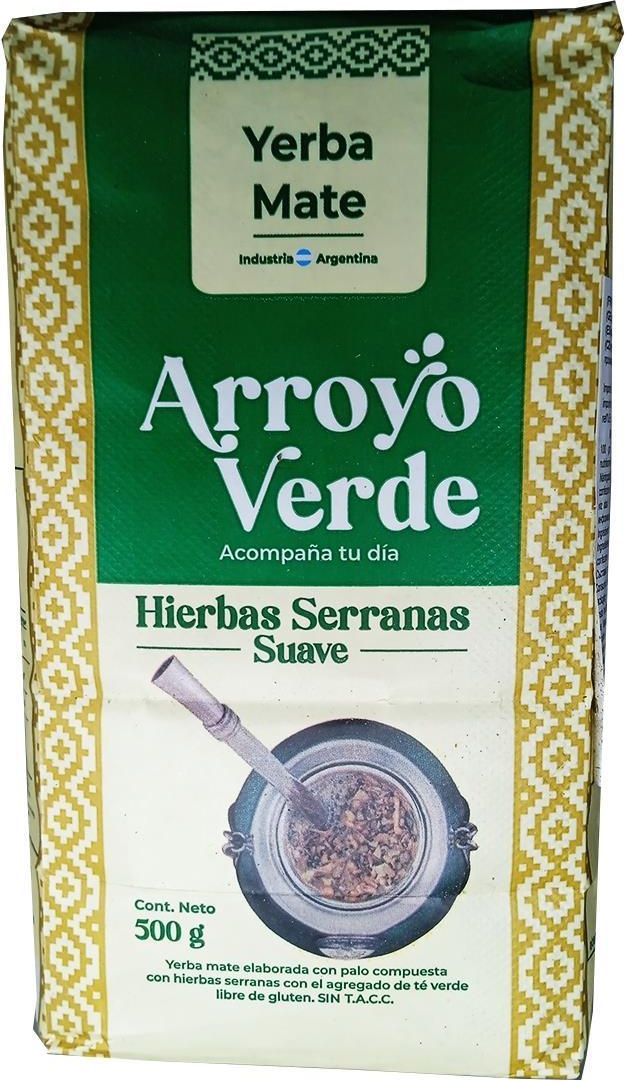 Yerba
Mate
Industria Argentina
Arroyo
Verde
Acompaña tu día
Hierbas Serranas
Suave
Cont. Neto
500 g
Yerba mate elaborada con palo compuesta
con hierbas serranas con el agregado de té verde
libre de gluten. SIN T.A.C.C.